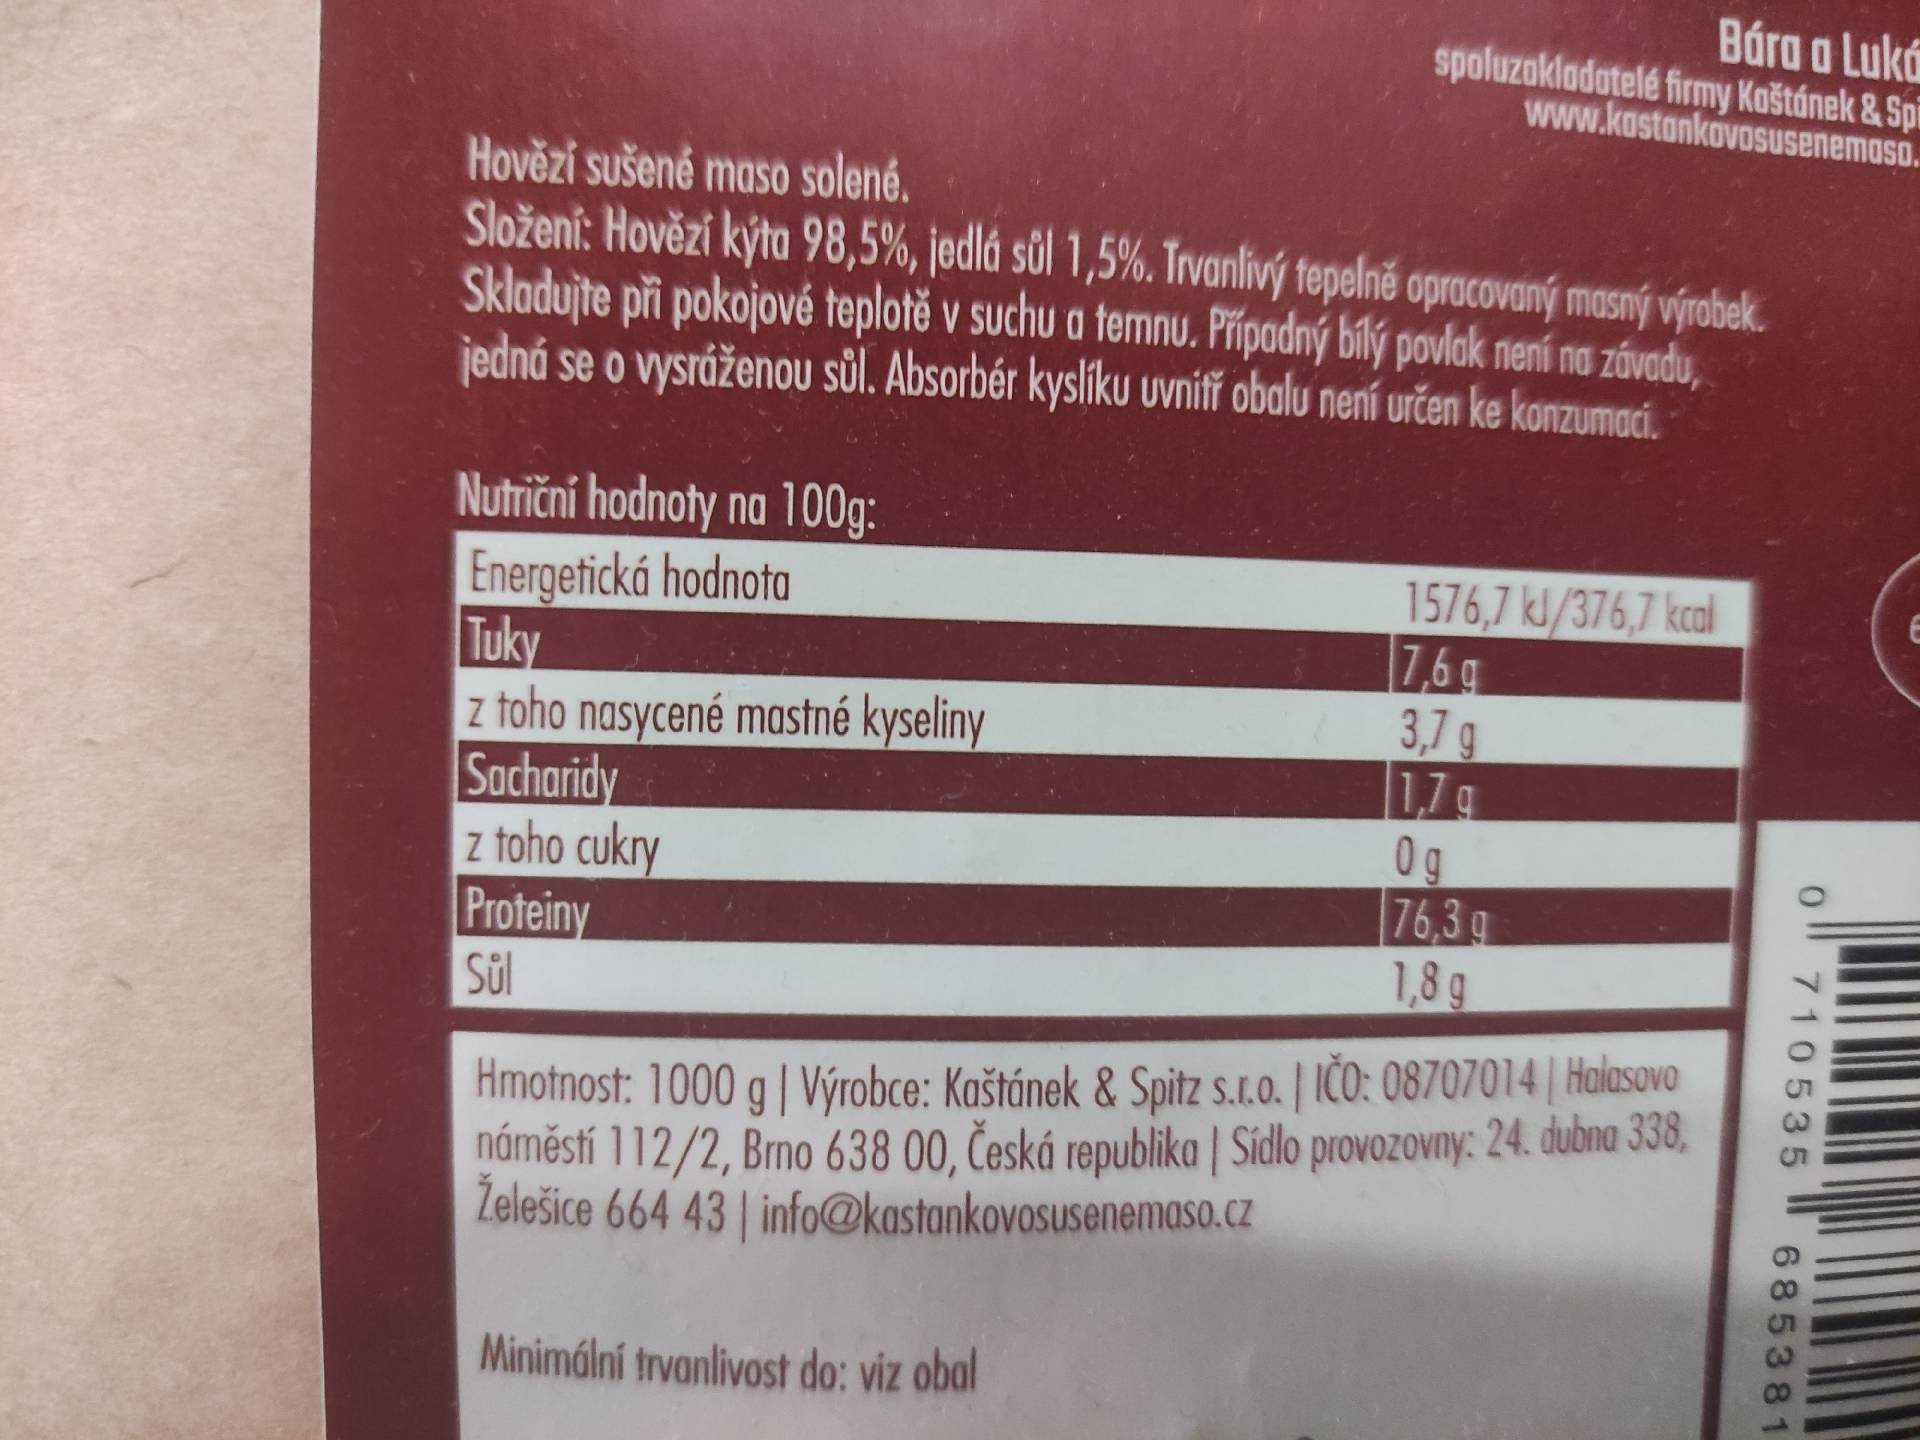 Bára a Luká
spoluzakladatelé firmy Kaštánek & Spi
www.kastankovosusenemaso.
Hovězí sušené maso solené.
Složení: Hovězí kýta 98,5%, jedlá sůl 1,5%. Trvanlivý tepelně opracovaný masný výrobek.
Skladujte při pokojové teplotě v suchu a temnu. Případný bílý povlak není na závadu,
jedná se o vysráženou sůl. Absorbér kyslíku uvnitř obalu není určen ke konzumaci.
Nutriční hodnoty na 100g:
Energetická hodnota 1576,7 kJ/376,7 kcal
Tuky 7,6 g
z toho nasycené mastné kyseliny 3,7 g
Sacharidy 1,7 g
z toho cukry 0 g
Proteiny 76,3 g
Sůl 1,8 g
Hmotnost: 1000 g | Výrobce: Kaštánek & Spitz s.r.o. | IČO: 08707014 | Halasovo
náměstí 112/2, Brno 638 00, Česká republika | Sídlo provozovny: 24. dubna 338,
Želešice 664 43 | info@kastankovosusenemaso.cz
Minimální trvanlivost do: viz obal
0 710535 685381